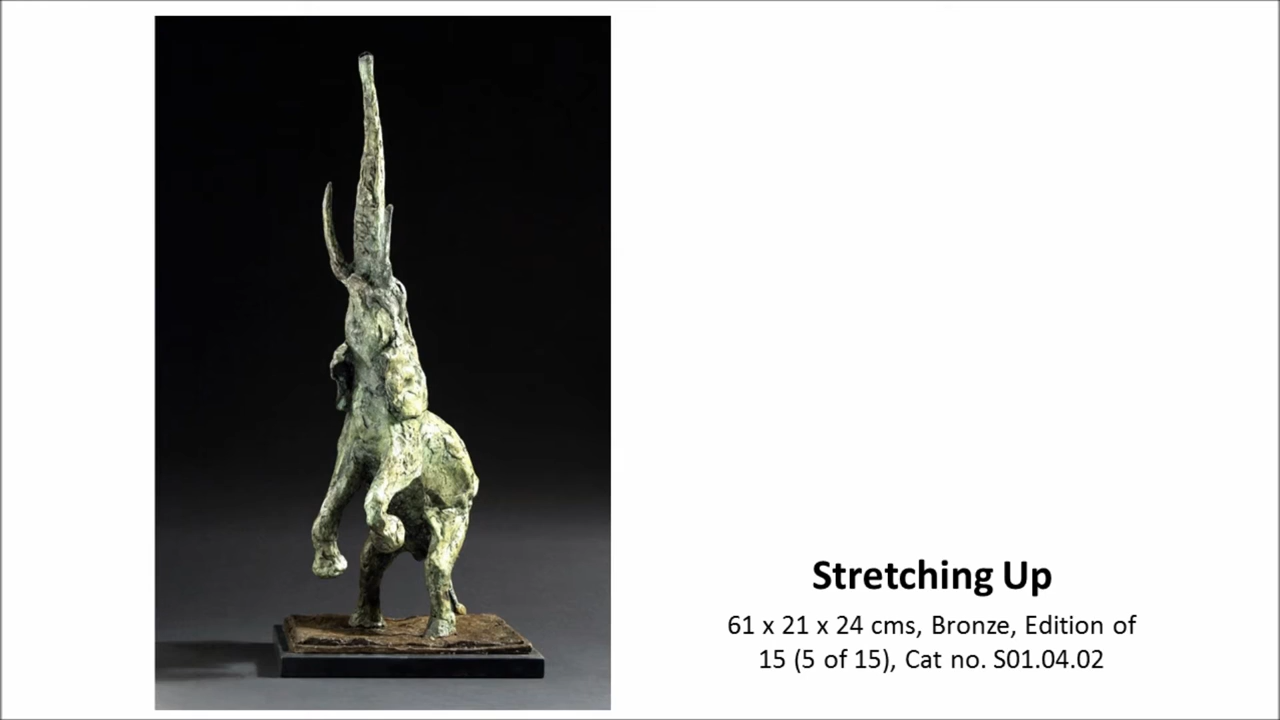 Stretching Up
61 x 21 x 24 cms, Bronze, Edition of
15 (5 of 15), Cat no. S01.04.02